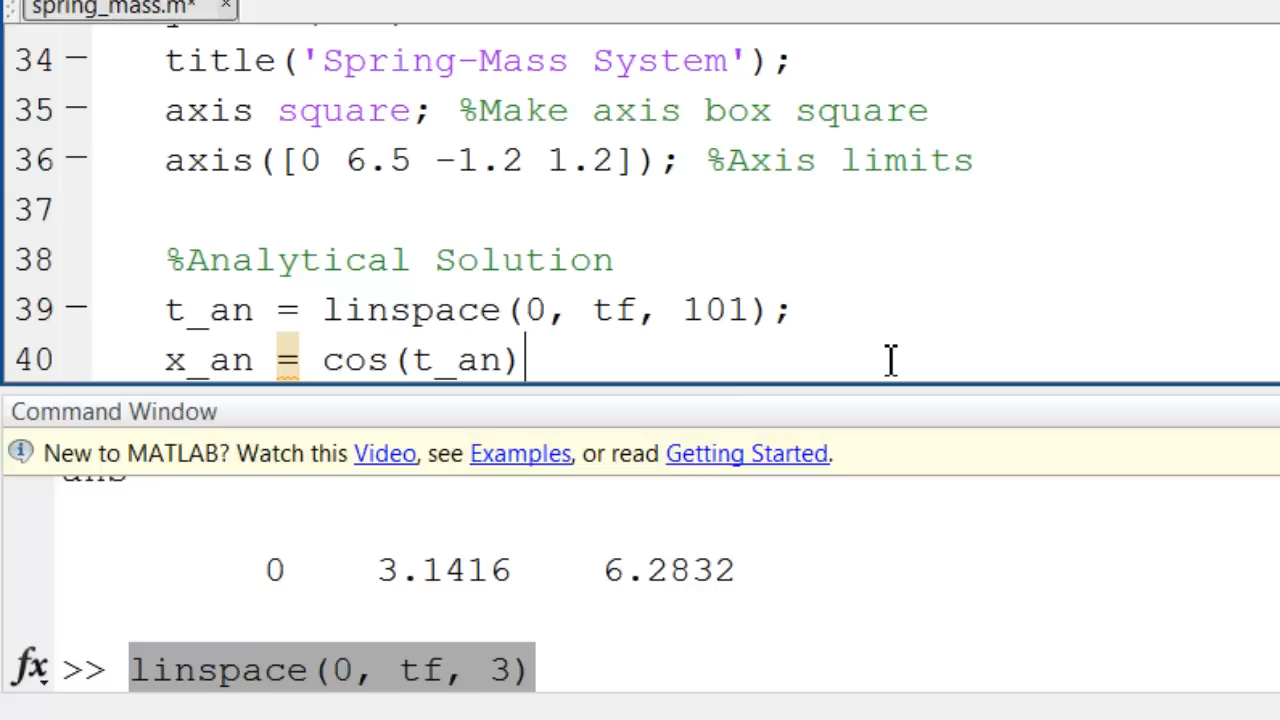 spring_mass.m* ×
34 – title('Spring-Mass System');
35 – axis square; %Make axis box square
36 – axis([0 6.5 -1.2 1.2]); %Axis limits
37
38 %Analytical Solution
39 – t_an = linspace(0, tf, 101);
40 x_an = cos(t_an)
Command Window
New to MATLAB? Watch this Video, see Examples, or read Getting Started.
ans
0 3.1416 6.2832
fx >> linspace(0, tf, 3)